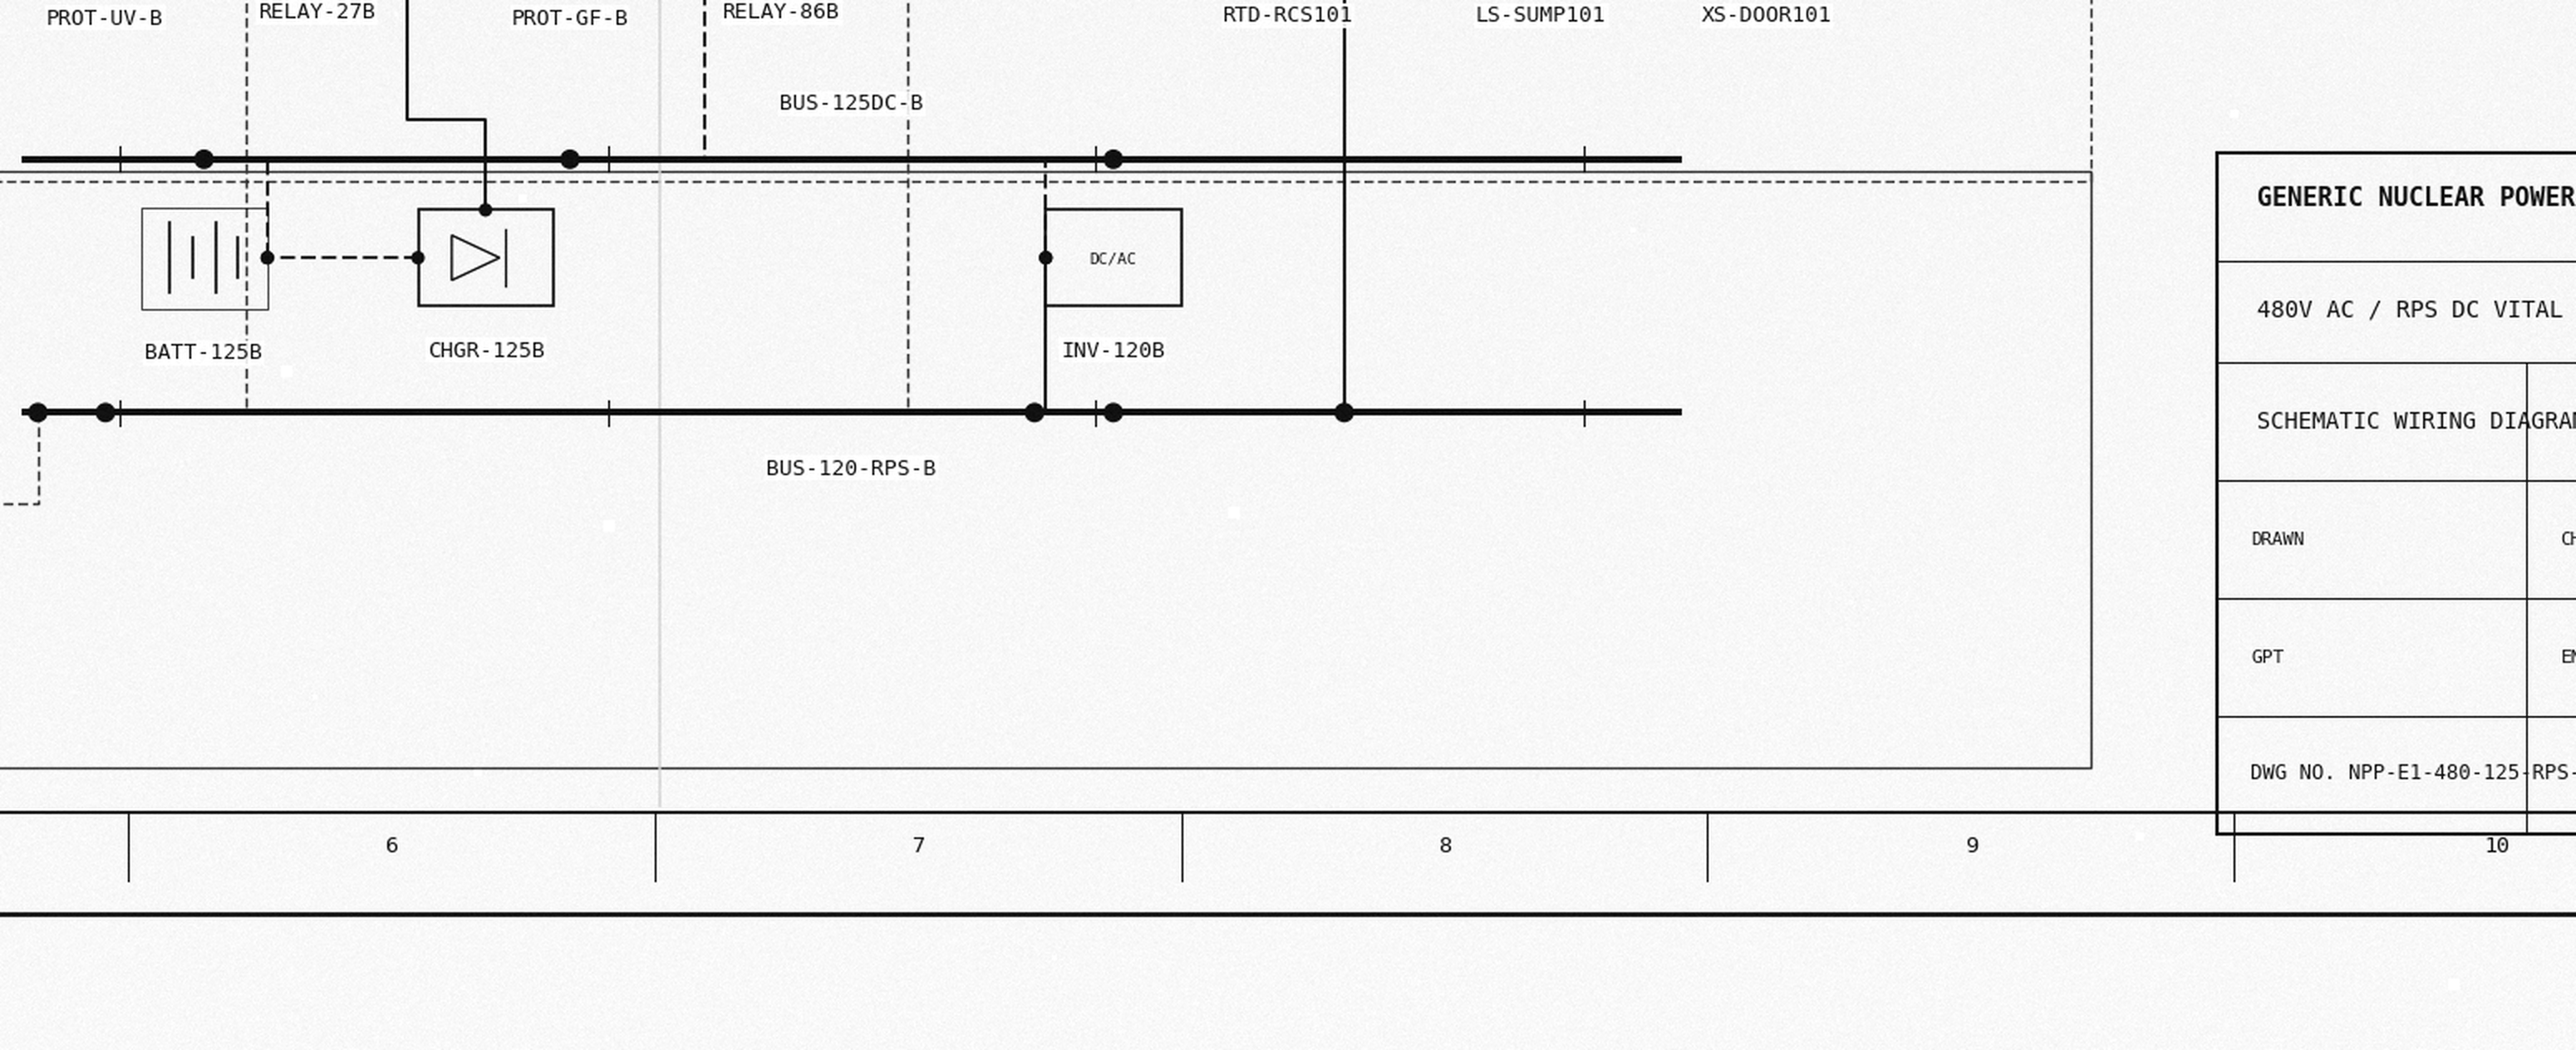 PROT-UV-B
RELAY-27B
PROT-GF-B
RELAY-86B
RTD-RCS101
LS-SUMP101
XS-DOOR101
BUS-125DC-B
DC/AC
BATT-125B
CHGR-125B
INV-120B
BUS-120-RPS-B
GENERIC NUCLEAR POWER
480V AC / RPS DC VITAL
SCHEMATIC WIRING DIAGRAM
DRAWN
CH
GPT
EN
DWG NO. NPP-E1-480-125-RPS-
6
7
8
9
10